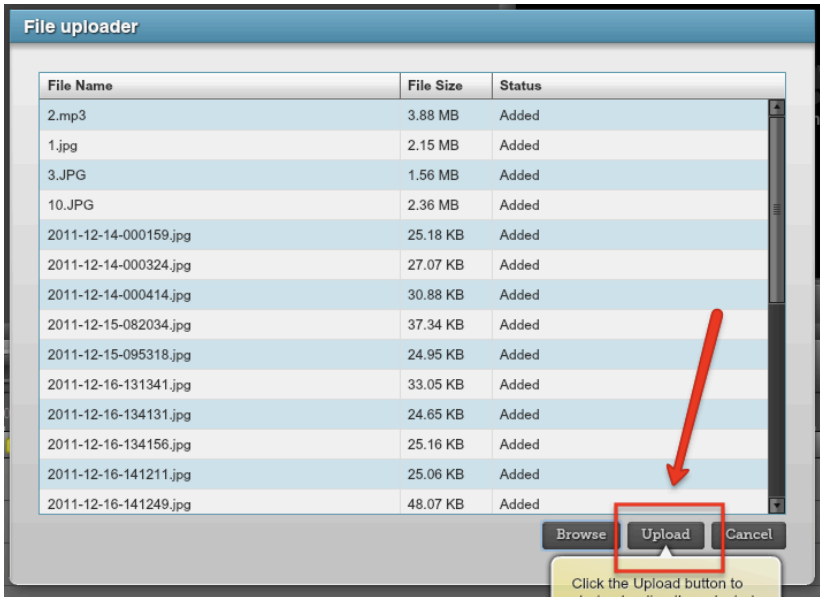 File uploader
File Name File Size Status
2.mp3 3.88 MB Added
1.jpg 2.15 MB Added
3.JPG 1.56 MB Added
10.JPG 2.36 MB Added
2011-12-14-000159.jpg 25.18 KB Added
2011-12-14-000324.jpg 27.07 KB Added
2011-12-14-000414.jpg 30.88 KB Added
2011-12-15-082034.jpg 37.34 KB Added
2011-12-15-095318.jpg 24.95 KB Added
2011-12-16-131341.jpg 33.05 KB Added
2011-12-16-134131.jpg 24.65 KB Added
2011-12-16-134156.jpg 25.16 KB Added
2011-12-16-141211.jpg 25.06 KB Added
2011-12-16-141249.jpg 48.07 KB Added
Browse Upload Cancel
Click the Upload button to